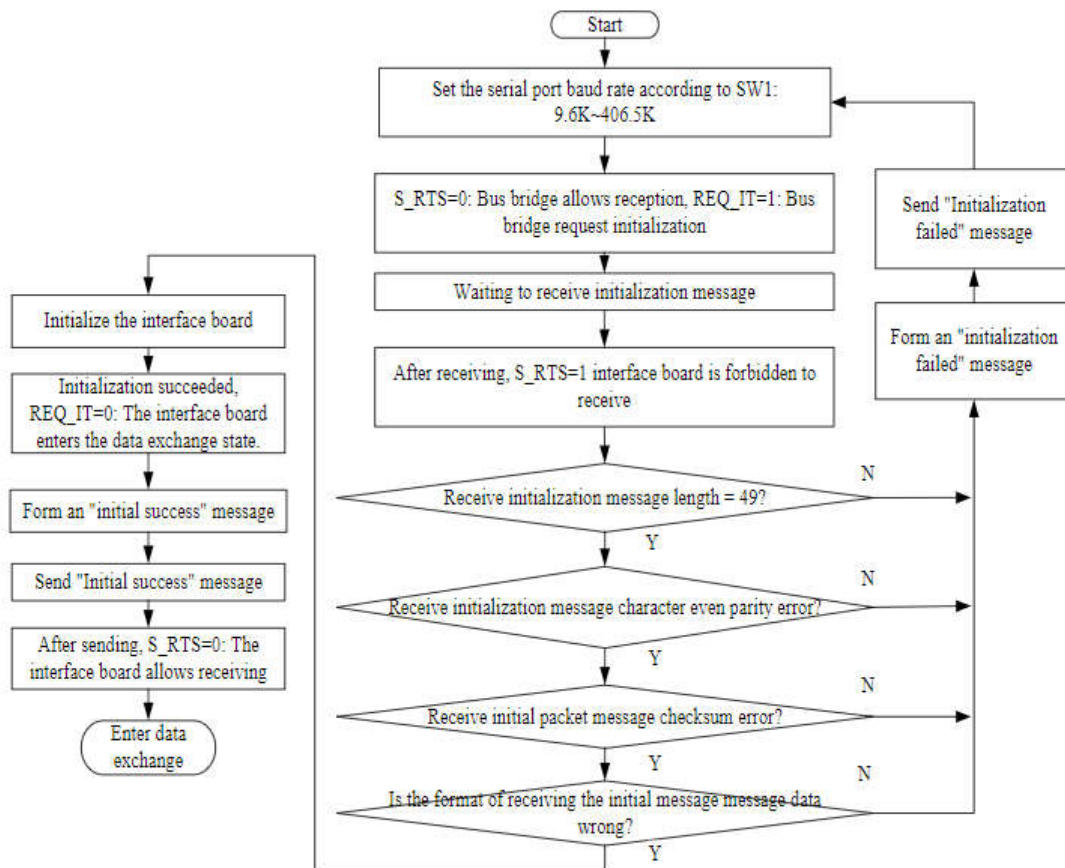 Start
Set the serial port baud rate according to SW1:
9.6K~406.5K
S_RTS=0: Bus bridge allows reception, REQ_IT=1: Bus
bridge request initialization
Waiting to receive initialization message
After receiving, S_RTS=1 interface board is forbidden to
receive
Receive initialization message length = 49?
N
Y
Receive initialization message character even parity error?
N
Y
Receive initial packet message checksum error?
N
Y
Is the format of receiving the initial message message data
wrong?
N
Y
Send "Initialization
failed" message
Form an "initialization
failed" message
Initialize the interface board
Initialization succeeded,
REQ_IT=0: The interface board
enters the data exchange state.
Form an "initial success" message
Send "Initial success" message
After sending, S_RTS=0: The
interface board allows receiving
Enter data
exchange